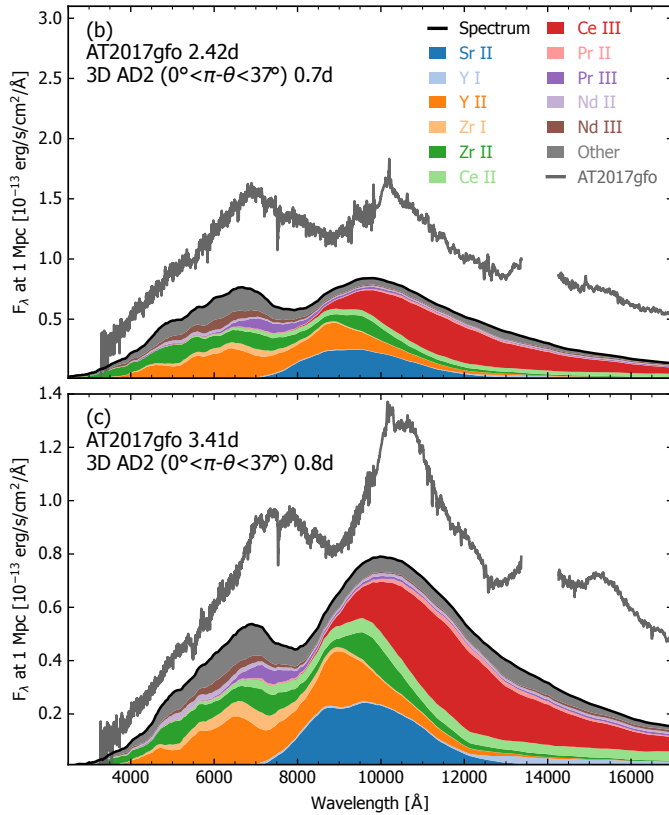 (b)
AT2017gfo 2.42d
3D AD2 (0°<π-θ<37°) 0.7d
Spectrum
Sr II
Y I
Y II
Zr I
Zr II
Ce II
Ce III
Pr II
Pr III
Nd II
Nd III
Other
AT2017gfo
3.0
2.5
2.0
1.5
1.0
0.5
F_λ at 1 Mpc [10⁻¹³ erg/s/cm²/Å]
(c)
AT2017gfo 3.41d
3D AD2 (0°<π-θ<37°) 0.8d
1.4
1.2
1.0
0.8
0.6
0.4
0.2
F_λ at 1 Mpc [10⁻¹³ erg/s/cm²/Å]
4000 6000 8000 10000 12000 14000 16000
Wavelength [Å]